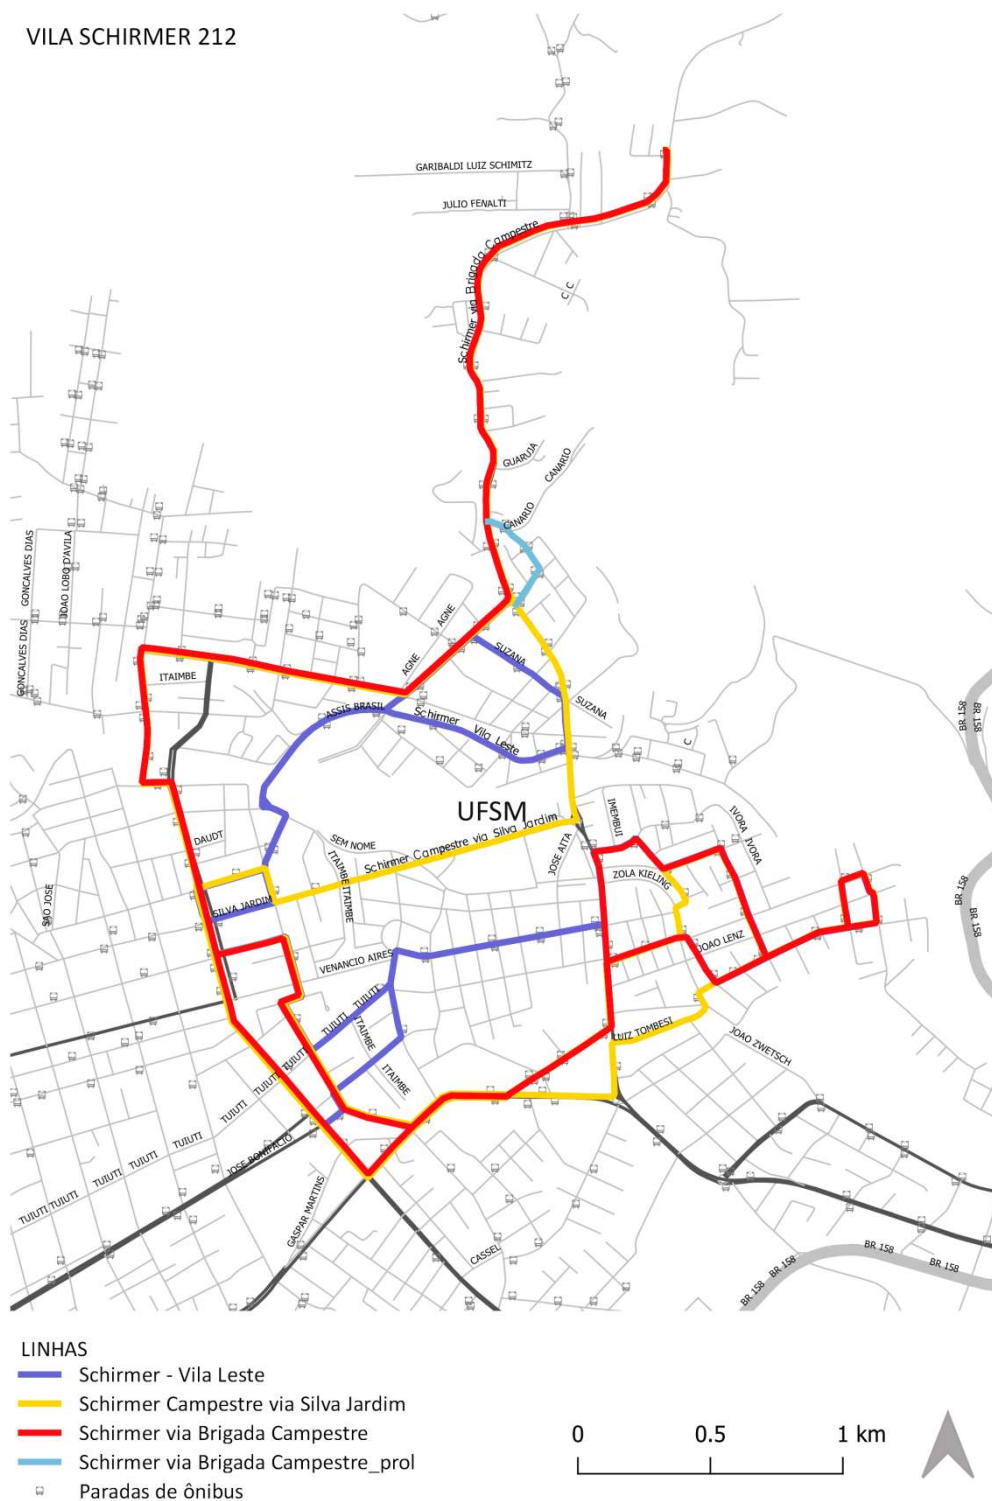 VILA SCHIRMER 212
GARIBALDI LUIZ SCHIMITZ
JULIO FENALTI
Schirmer via Brigada Campestre
C C
GUARUJA
CANARIO
CANARIO
GONCALVES DIAS
JOAO LOBO D'AVILA
GONCALVES DIAS
AGNE
AGNE
SUZANA
ITAIMBE
SUZANA
ASSIS BRASIL
Schirmer Vila Leste
C
BR 158
BR 158
UFSM
IMEMBUI
IVORA
IVORA
DAUDT
SEM NOME
Schirmer Campestre via Silva Jardim
JOSE AITA
ITAIMBE
ITAIMBE
ZOLA KIELING
SAO JOSE
SILVA JARDIM
BR 158
BR 158
JOAO LENZ
VENANCIO AIRES
TUIUTI
TUIUTI
ITAIMBE
LUIZ TOMBESI
JOAO ZWETSCH
TUIUTI
TUIUTI
ITAIMBE
TUIUTI
TUIUTI
JOSE BONIFACIO
TUIUTI
TUIUTI
TUIUTI
TUIUTI
GASPAR MARTINS
CASSEL
BR 158
BR 158
BR 158
BR 158
LINHAS
Schirmer - Vila Leste
Schirmer Campestre via Silva Jardim
Schirmer via Brigada Campestre
Schirmer via Brigada Campestre_prol
Paradas de ônibus
0 0.5 1 km